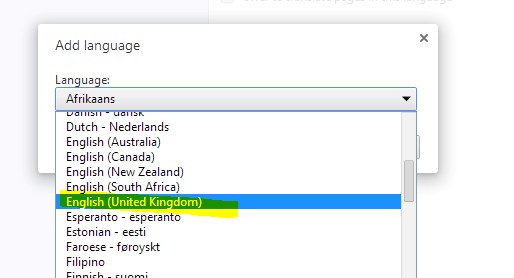 Add language
Language:
Afrikaans
Danish - dansk
Dutch - Nederlands
English (Australia)
English (Canada)
English (New Zealand)
English (South Africa)
English (United Kingdom)
Esperanto - esperanto
Estonian - eesti
Faroese - føroyskt
Filipino
Finnish - suomi